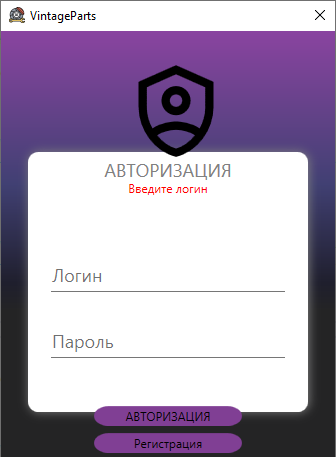 VintageParts
АВТОРИЗАЦИЯ
Введите логин
Логин
Пароль
АВТОРИЗАЦИЯ
Регистрация